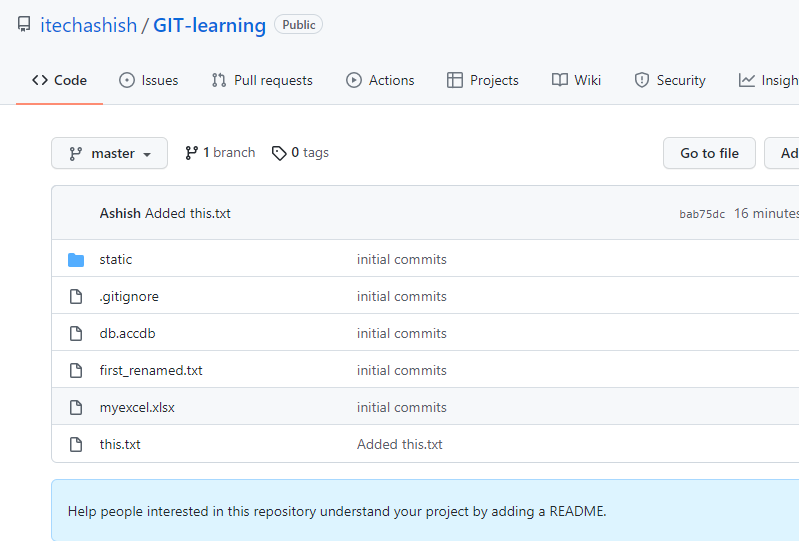 itechashish / GIT-learning Public
Code Issues Pull requests Actions Projects Wiki Security Insigh
master 1 branch 0 tags Go to file Ad
Ashish Added this.txt bab75dc 16 minutes
static initial commits
.gitignore initial commits
db.accdb initial commits
first_renamed.txt initial commits
myexcel.xlsx initial commits
this.txt Added this.txt
Help people interested in this repository understand your project by adding a README.